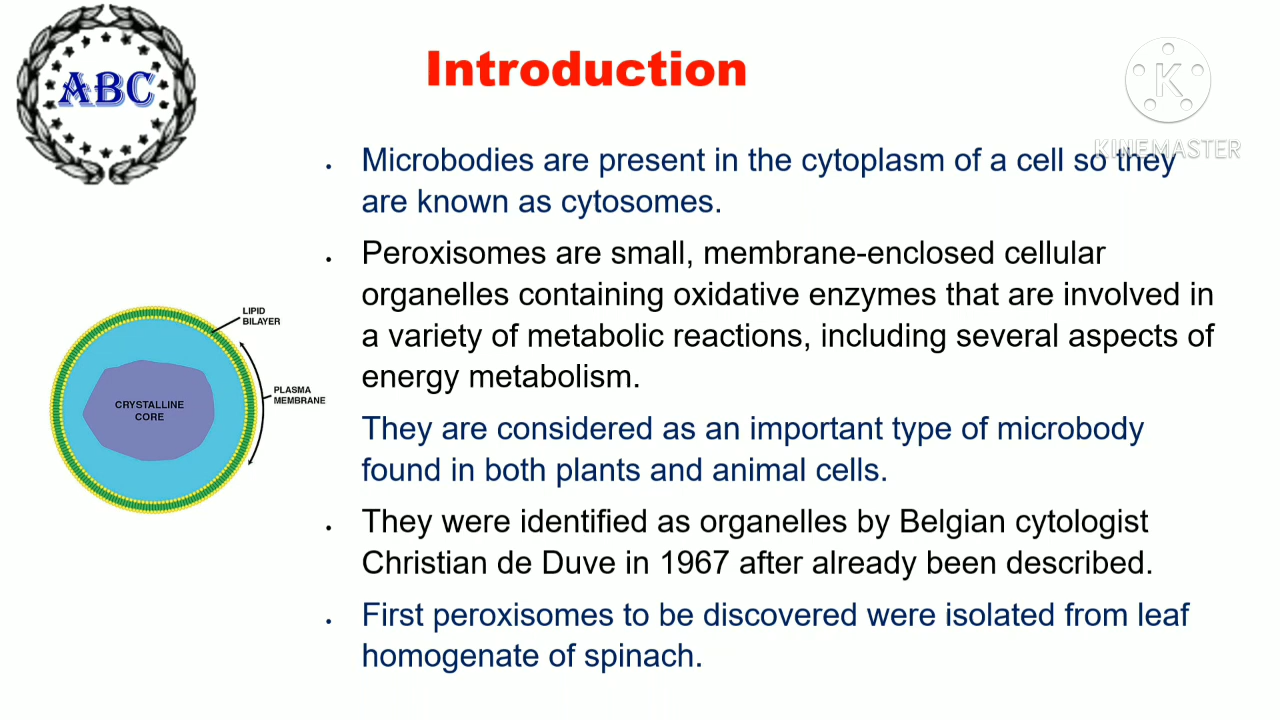 ABC
Introduction
K
KINEMASTER
• Microbodies are present in the cytoplasm of a cell so they
are known as cytosomes.
• Peroxisomes are small, membrane-enclosed cellular
organelles containing oxidative enzymes that are involved in
a variety of metabolic reactions, including several aspects of
energy metabolism.
They are considered as an important type of microbody
found in both plants and animal cells.
• They were identified as organelles by Belgian cytologist
Christian de Duve in 1967 after already been described.
• First peroxisomes to be discovered were isolated from leaf
homogenate of spinach.
LIPID
BILAYER
PLASMA
MEMBRANE
CRYSTALLINE
CORE